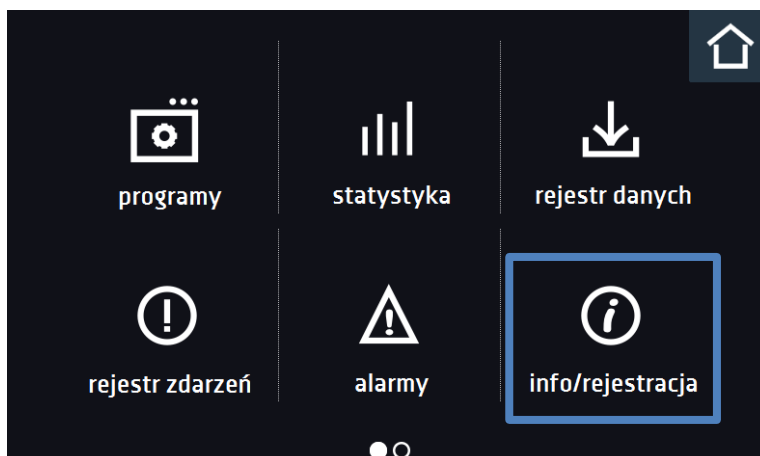 programy
statystyka
rejestr danych
rejestr zdarzeń
alarmy
info/rejestracja